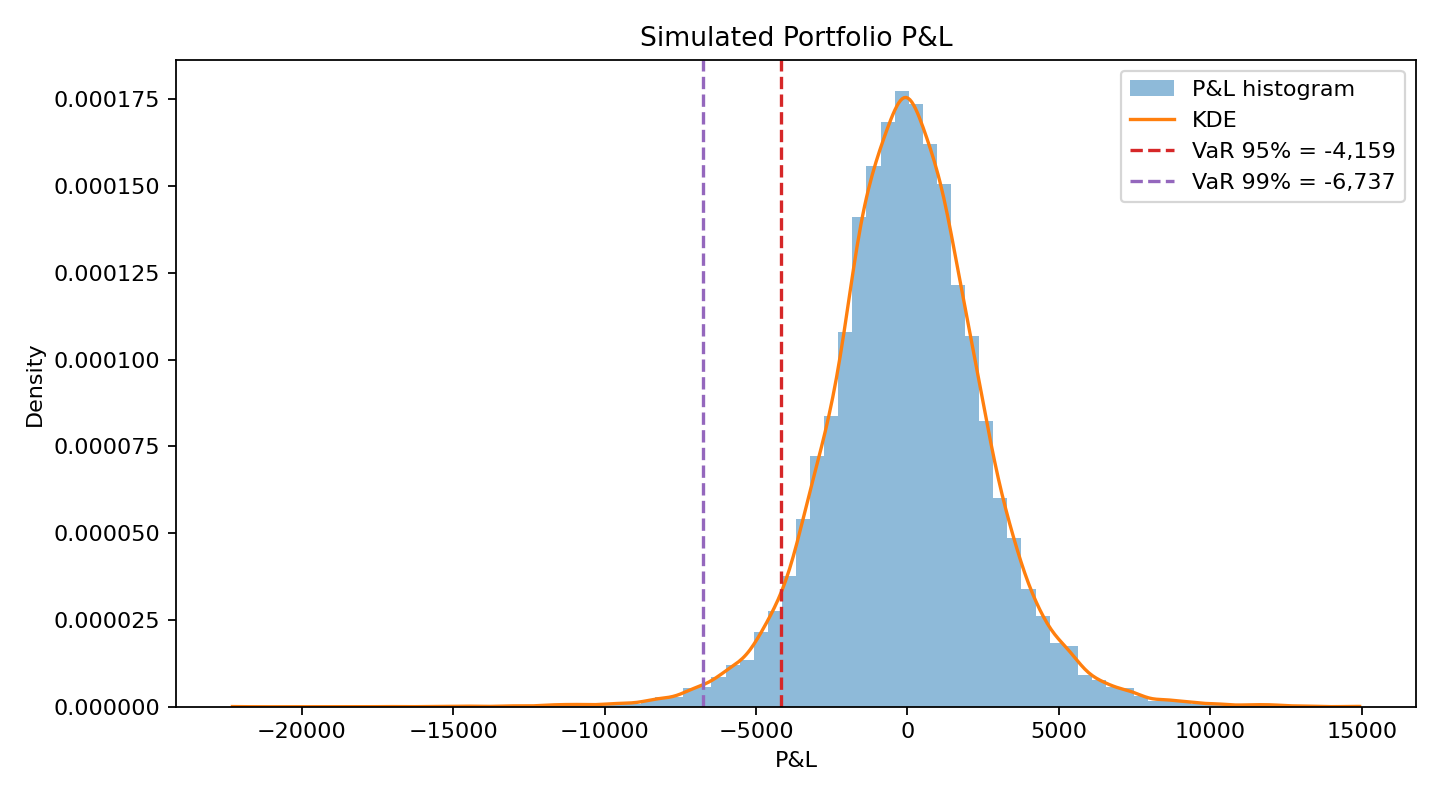 Simulated Portfolio P&L
P&L histogram
KDE
VaR 95% = -4,159
VaR 99% = -6,737
0.000175
0.000150
0.000125
0.000100
0.000075
0.000050
0.000025
0.000000
Density
−20000 −15000 −10000 −5000 0 5000 10000 15000
P&L